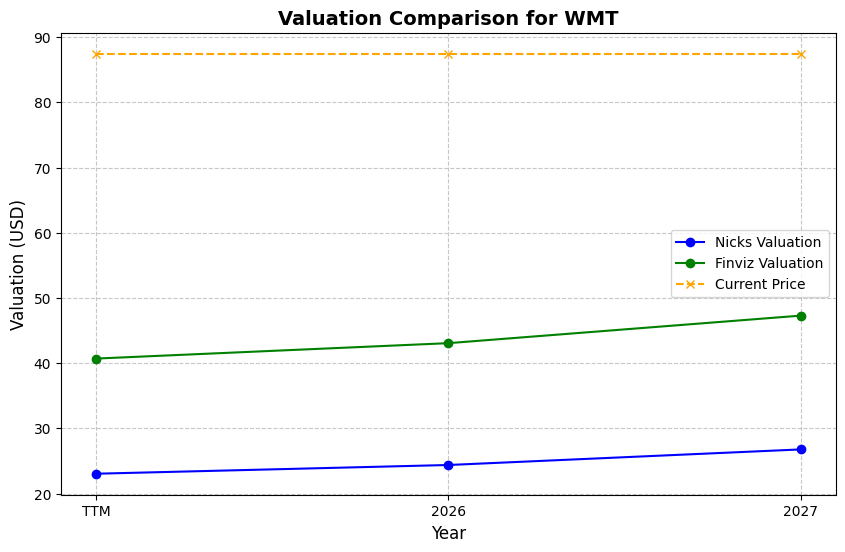 Valuation Comparison for WMT
Valuation (USD)
90
80
70
60
50
40
30
20
Nicks Valuation
Finviz Valuation
Current Price
TTM 2026 2027
Year